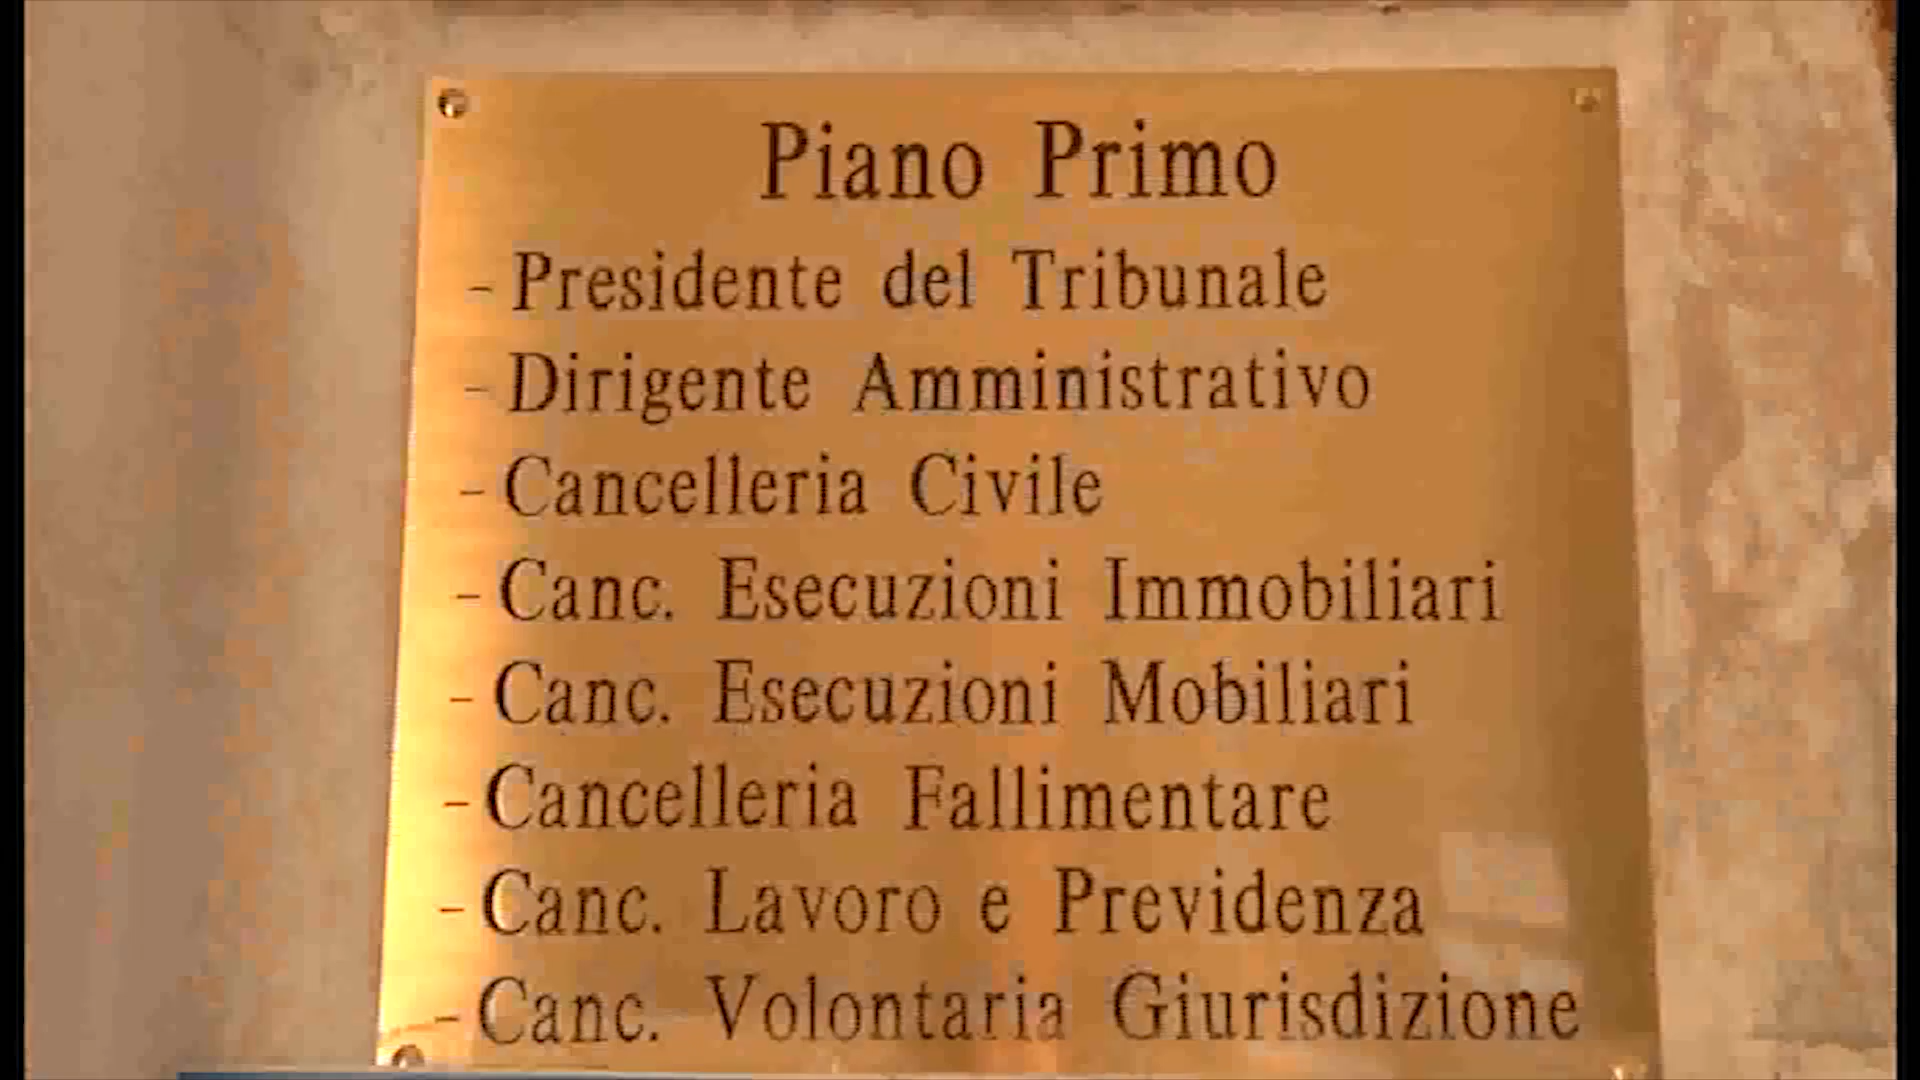 Piano Primo
- Presidente del Tribunale
- Dirigente Amministrativo
- Cancelleria Civile
- Canc. Esecuzioni Immobiliari
- Canc. Esecuzioni Mobiliari
- Cancelleria Fallimentare
- Canc. Lavoro e Previdenza
- Canc. Volontaria Giurisdizione